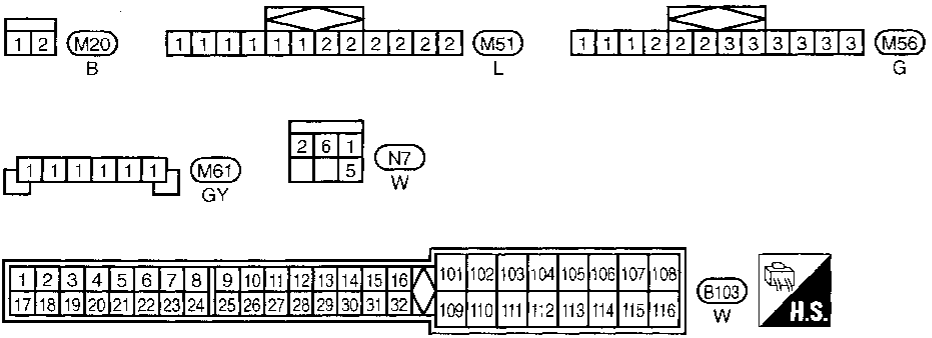 1 2 M20
B
1 1 1 1 1 1 2 2 2 2 2 2 M51
L
1 1 1 2 2 2 3 3 3 3 3 3 M56
G
1 1 1 1 1 1 M61
GY
2 6 1
5
N7
W
1 2 3 4 5 6 7 8 9 10 11 12 13 14 15 16
17 18 19 20 21 22 23 24 25 26 27 28 29 30 31 32
101 102 103 104 105 106 107 108
109 110 111 112 113 114 115 116
B103
W
H.S.